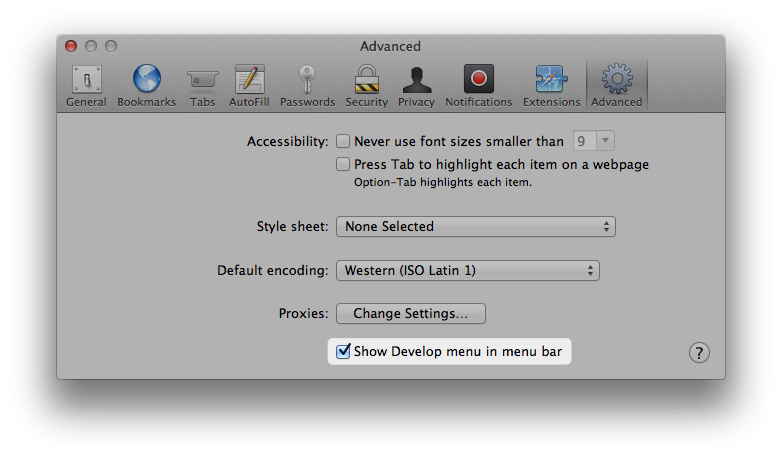 Advanced
General Bookmarks Tabs AutoFill Passwords Security Privacy Notifications Extensions Advanced
Accessibility: Never use font sizes smaller than 9
Press Tab to highlight each item on a webpage
Option-Tab highlights each item.
Style sheet: None Selected
Default encoding: Western (ISO Latin 1)
Proxies: Change Settings...
Show Develop menu in menu bar ?